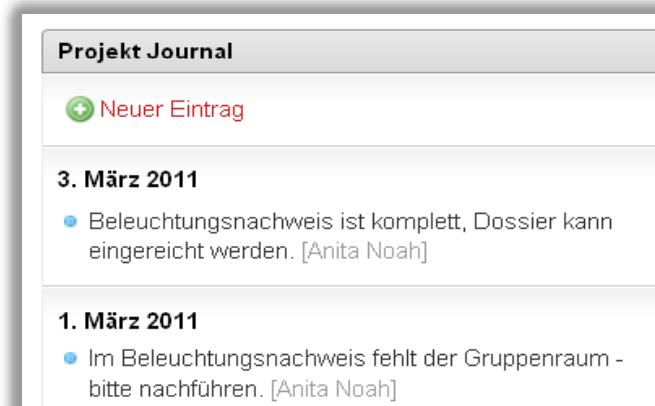 Projekt Journal
Neuer Eintrag
3. März 2011
Beleuchtungsnachweis ist komplett, Dossier kann
eingereicht werden. [Anita Noah]
1. März 2011
Im Beleuchtungsnachweis fehlt der Gruppenraum -
bitte nachführen. [Anita Noah]